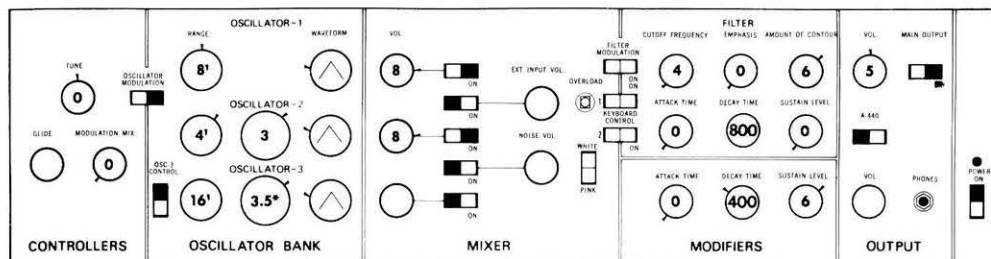 OSCILLATOR-1
FILTER
RANGE
WAVEFORM
VOL.
FILTER MODULATION
CUTOFF FREQUENCY
EMPHASIS
AMOUNT OF CONTOUR
VOL.
MAIN OUTPUT
TUNE
OSCILLATOR MODULATION
8'
8
ON
EXT INPUT VOL.
ON
4
0
6
5
ON
0
OVERLOAD
ON
OSCILLATOR-2
ON
1
KEYBOARD CONTROL
ATTACK TIME
DECAY TIME
SUSTAIN LEVEL
A-440
GLIDE
MODULATION MIX
4'
3
8
ON
NOISE VOL.
2
ON
0
800
0
0
OSC-3 CONTROL
OSCILLATOR-3
ON
WHITE
PINK
ATTACK TIME
DECAY TIME
SUSTAIN LEVEL
VOL
PHONES
POWER
ON
16'
3.5*
ON
0
400
6
CONTROLLERS
OSCILLATOR BANK
MIXER
MODIFIERS
OUTPUT